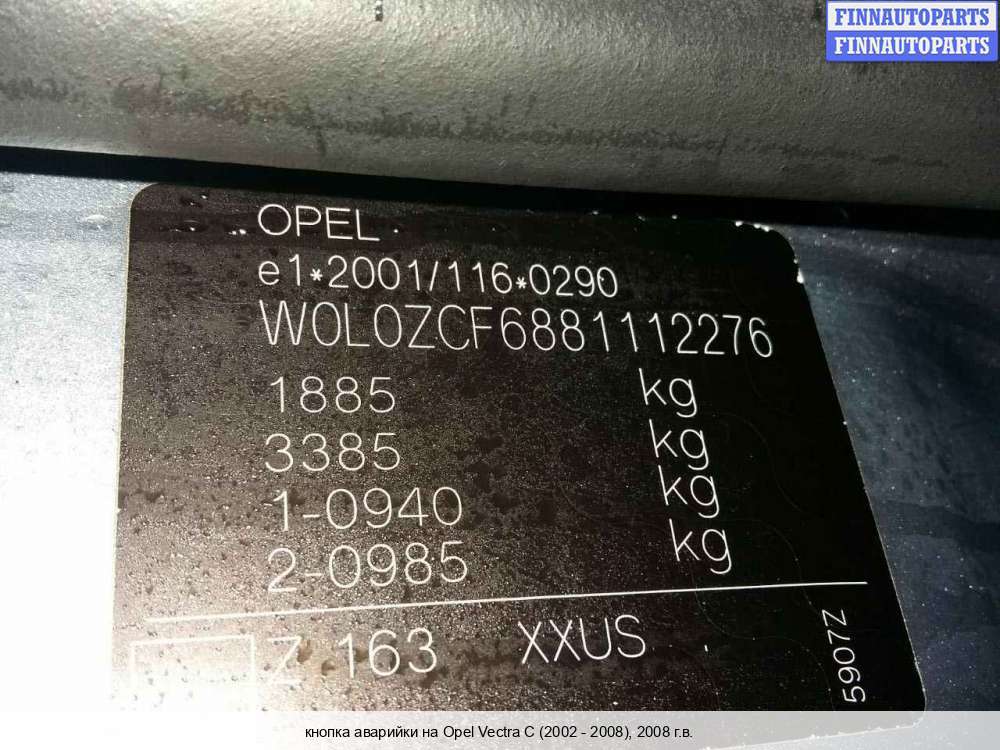 FINNAUTOPARTS
FINNAUTOPARTS
OPEL
e1*2001/116*0290
W0L0ZCF6881112276
1885 kg
3385 kg
1-0940 kg
2-0985 kg
Z 163 XXUS
5907Z
кнопка аварийки на Opel Vectra C (2002 - 2008), 2008 г.в.